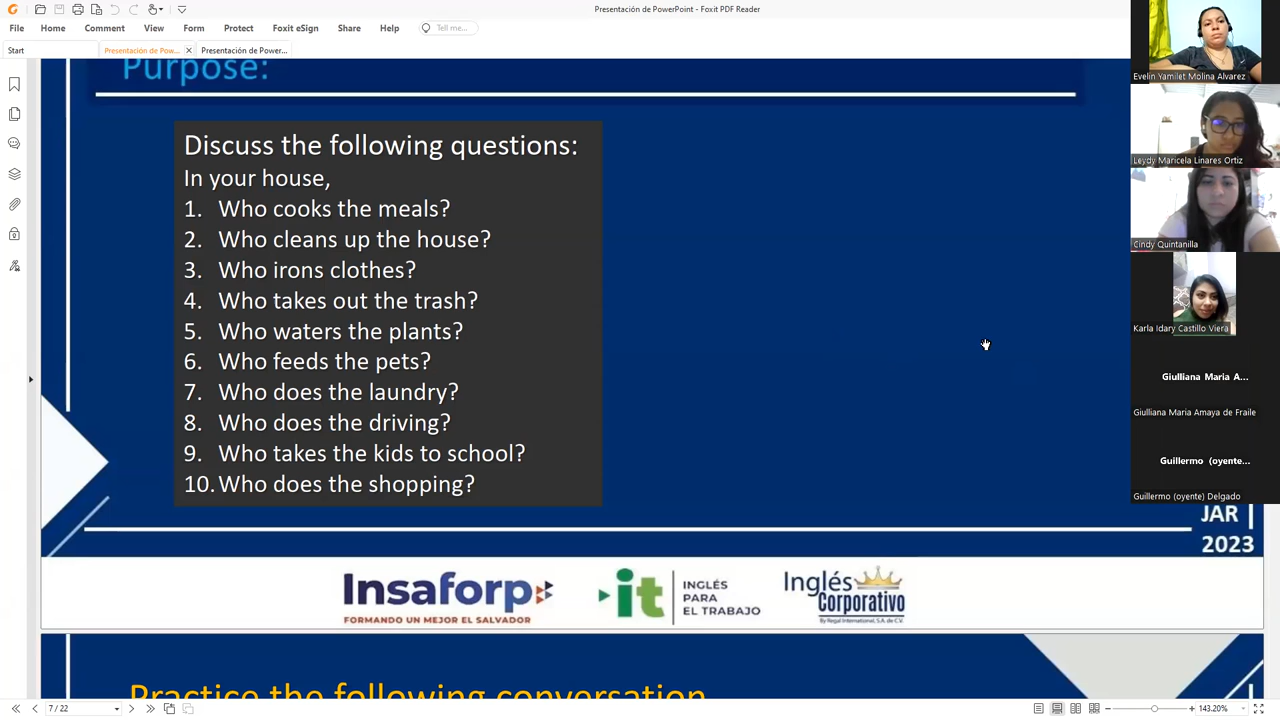 Presentación de PowerPoint - Foxit PDF Reader
File Home Comment View Form Protect Foxit eSign Share Help Tell me...
Start Presentación de Pow... Presentación de Power...
Purpose:
Discuss the following questions:
In your house,
1. Who cooks the meals?
2. Who cleans up the house?
3. Who irons clothes?
4. Who takes out the trash?
5. Who waters the plants?
6. Who feeds the pets?
7. Who does the laundry?
8. Who does the driving?
9. Who takes the kids to school?
10. Who does the shopping?
Evelin Yamilet Molina Alvarez
Leydy Maricela Linares Ortiz
Cindy Quintanilla
Karla Idary Castillo Viera
Giulliana Maria A...
Giulliana Maria Amaya de Fraile
Guillermo (oyente...
Guillermo (oyente) Delgado
JAR |
2023
Insaforp
FORMANDO UN MEJOR EL SALVADOR
it
INGLÉS
PARA
EL TRABAJO
Inglés
Corporativo
By Regal International, S.A. de C.V.
Practice the following conversation
7 / 22
143.20%